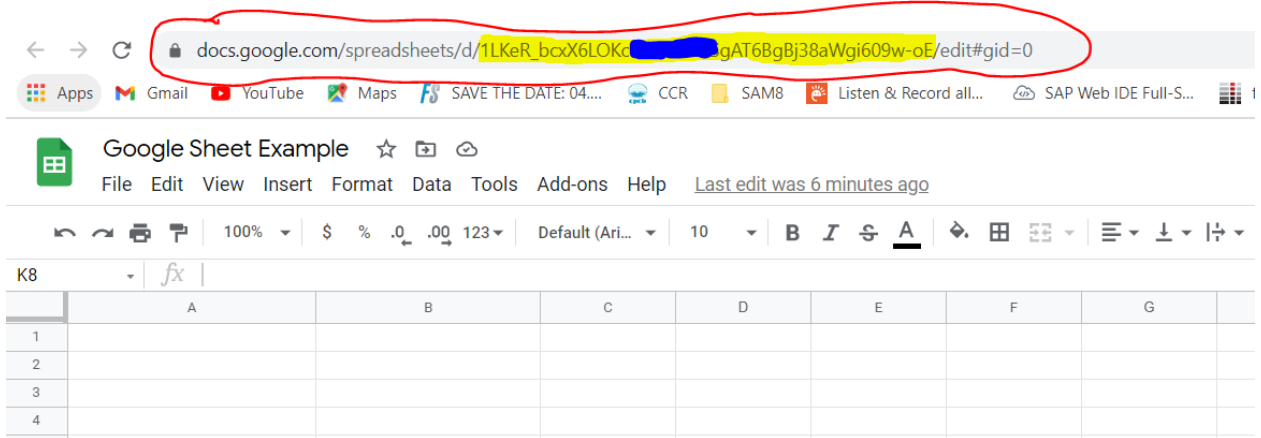 docs.google.com/spreadsheets/d/1LKeR_bcxX6LOKc gAT6BgBj38aWgi609w-oE/edit#gid=0
Apps Gmail YouTube Maps SAVE THE DATE: 04.... CCR SAM8 Listen & Record all... SAP Web IDE Full-S...
Google Sheet Example
File Edit View Insert Format Data Tools Add-ons Help Last edit was 6 minutes ago
100% $ % .0 .00 123 Default (Ari... 10 B I S A
K8 fx
A B C D E F G
1
2
3
4